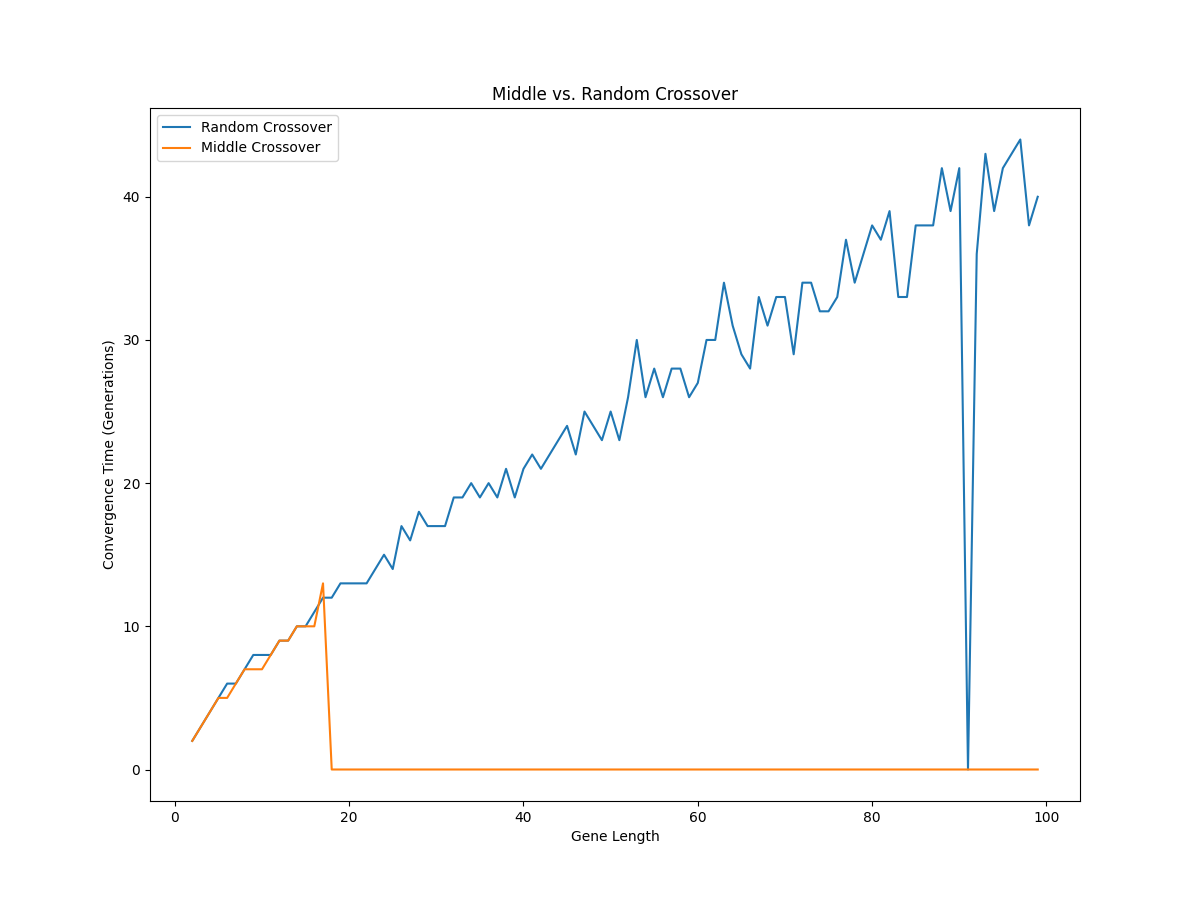 Middle vs. Random Crossover
Random Crossover
Middle Crossover
40
30
20
10
0
Convergence Time (Generations)
0 20 40 60 80 100
Gene Length